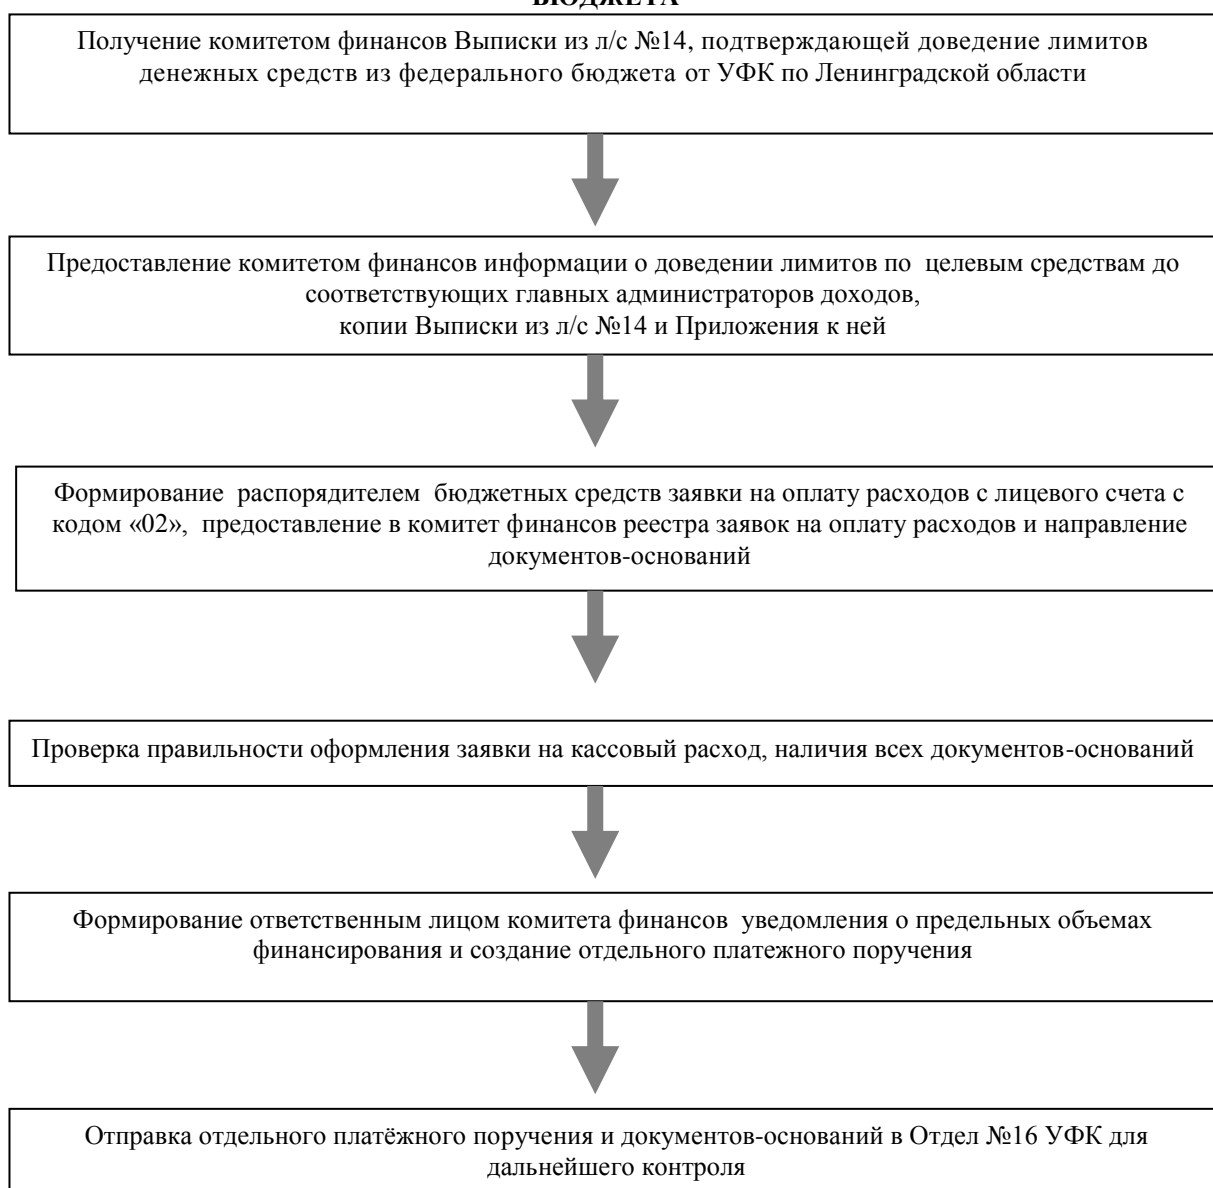 БЮДЖЕТА
Получение комитетом финансов Выписки из л/с №14, подтверждающей доведение лимитов
денежных средств из федерального бюджета от УФК по Ленинградской области
Предоставление комитетом финансов информации о доведении лимитов по целевым средствам до
соответствующих главных администраторов доходов,
копии Выписки из л/с №14 и Приложения к ней
Формирование распорядителем бюджетных средств заявки на оплату расходов с лицевого счета с
кодом «02», предоставление в комитет финансов реестра заявок на оплату расходов и направление
документов-оснований
Проверка правильности оформления заявки на кассовый расход, наличия всех документов-оснований
Формирование ответственным лицом комитета финансов уведомления о предельных объемах
финансирования и создание отдельного платежного поручения
Отправка отдельного платёжного поручения и документов-оснований в Отдел №16 УФК для
дальнейшего контроля